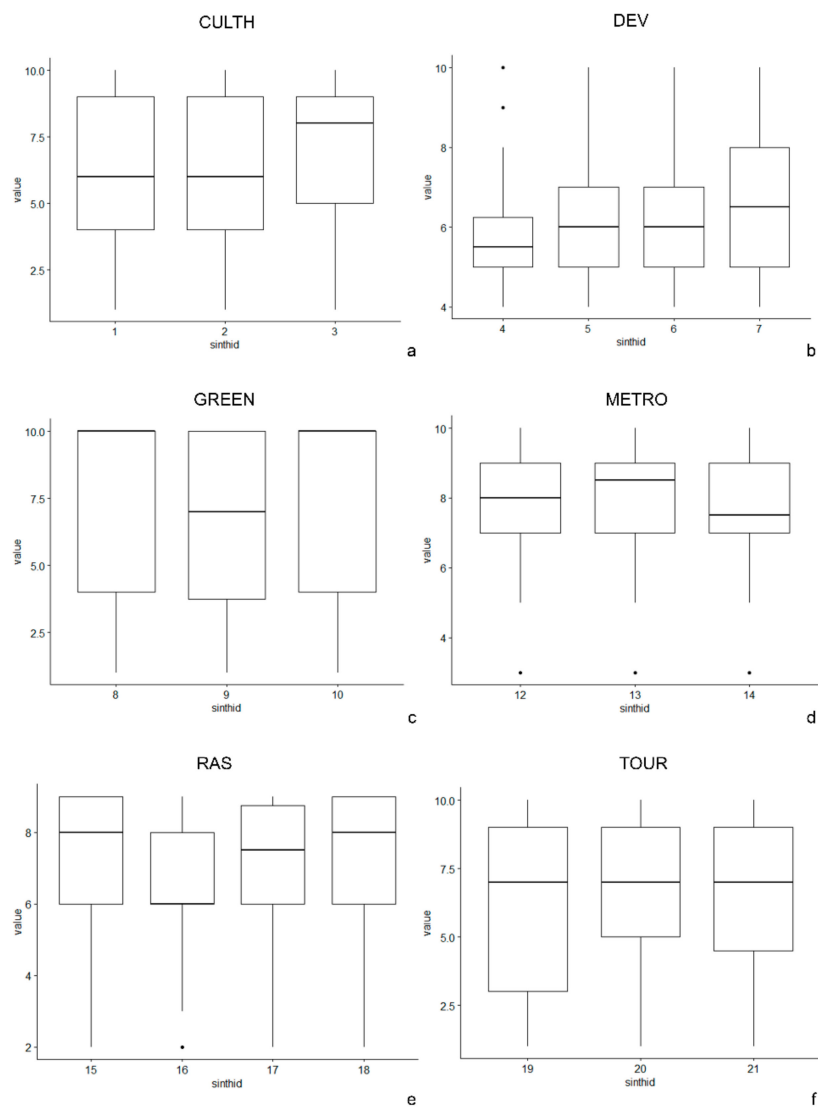 CULTH
10.0
7.5
5.0
2.5
value
1 2 3
sinthid
a
DEV
10
8
6
4
value
4 5 6 7
sinthid
b
GREEN
10.0
7.5
5.0
2.5
value
8 9 10
sinthid
c
METRO
10
8
6
4
value
12 13 14
sinthid
d
RAS
8
6
4
2
value
15 16 17 18
sinthid
e
TOUR
10.0
7.5
5.0
2.5
value
19 20 21
sinthid
f